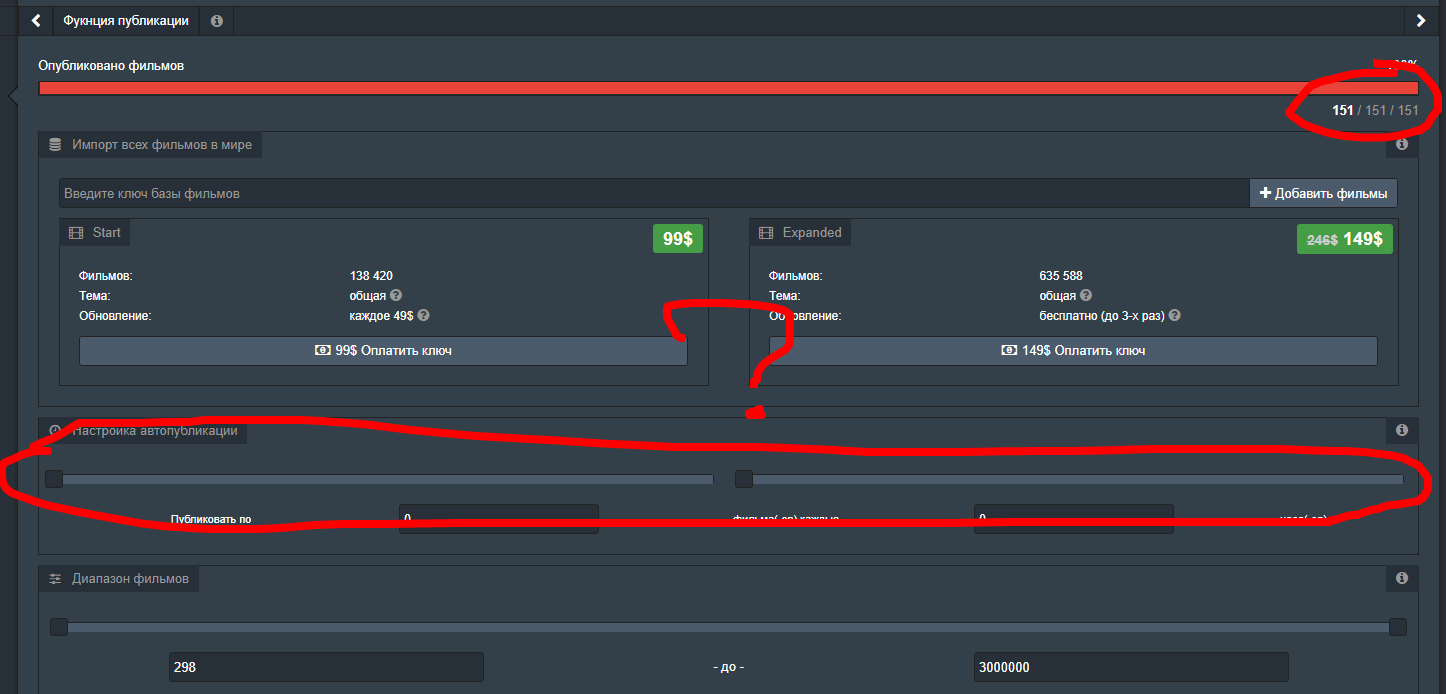 Фукнция публикации
Опубликовано фильмов
151 / 151 / 151
Импорт всех фильмов в мире
Введите ключ базы фильмов
Добавить фильмы
Start
99$
Expanded
246$ 149$
Фильмов:
138 420
Фильмов:
635 588
Тема:
общая
Тема:
общая
Обновление:
каждое 49$
Обновление:
бесплатно (до 3-х раз)
99$ Оплатить ключ
149$ Оплатить ключ
Настройка автопубликации
Публиковать по
0
фильма(-ов) каждые
0
Диапазон фильмов
298
- до -
3000000